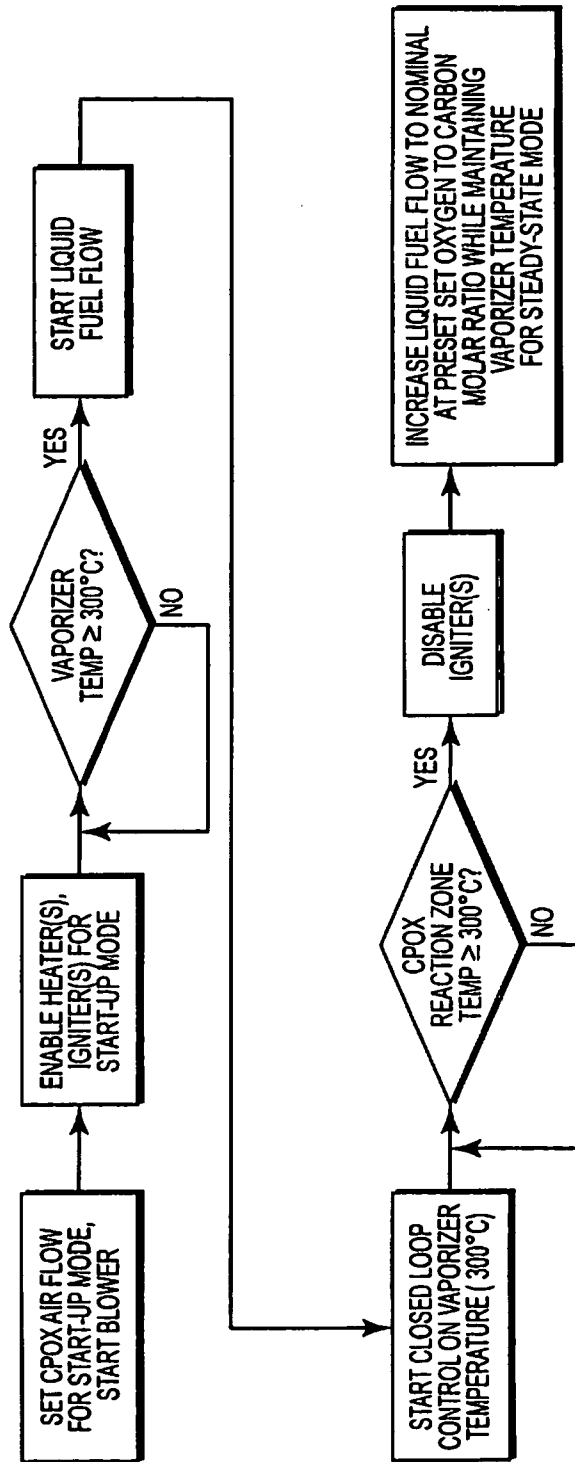 SET CPOX AIR FLOW
FOR START-UP MODE,
START BLOWER
ENABLE HEATER(S),
IGNITER(S) FOR
START-UP MODE
VAPORIZER
TEMP ≥ 300°C?
YES
NO
START LIQUID
FUEL FLOW
START CLOSED LOOP
CONTROL ON VAPORIZER
TEMPERATURE ( 300°C)
CPOX
REACTION ZONE
TEMP ≥ 300°C?
YES
NO
DISABLE
IGNITER(S)
INCREASE LIQUID FUEL FLOW TO NOMINAL
AT PRESET SET OXYGEN TO CARBON
MOLAR RATIO WHILE MAINTAINING
VAPORIZER TEMPERATURE
FOR STEADY-STATE MODE